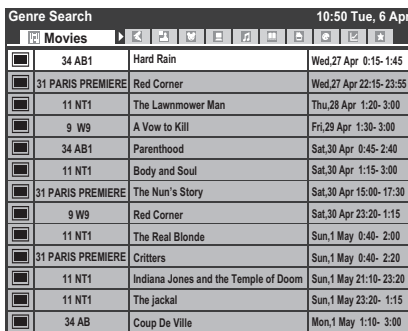 Genre Search 10:50 Tue, 6 Apr
Movies
34 AB1 Hard Rain Wed,27 Apr 0:15- 1:45
31 PARIS PREMIERE Red Corner Wed,27 Apr 22:15- 23:55
11 NT1 The Lawnmower Man Thu,28 Apr 1:20- 3:00
9 W9 A Vow to Kill Fri,29 Apr 1:30- 3:00
34 AB1 Parenthood Sat,30 Apr 0:45- 2:40
11 NT1 Body and Soul Sat,30 Apr 1:15- 3:00
31 PARIS PREMIERE The Nun's Story Sat,30 Apr 15:00- 17:30
9 W9 Red Corner Sat,30 Apr 23:20- 1:15
11 NT1 The Real Blonde Sun,1 May 0:40- 2:00
31 PARIS PREMIERE Critters Sun,1 May 0:40- 2:20
11 NT1 Indiana Jones and the Temple of Doom Sun,1 May 21:10- 23:20
11 NT1 The jackal Sun,1 May 23:20- 1:15
34 AB Coup De Ville Mon,1 May 1:10- 3:00